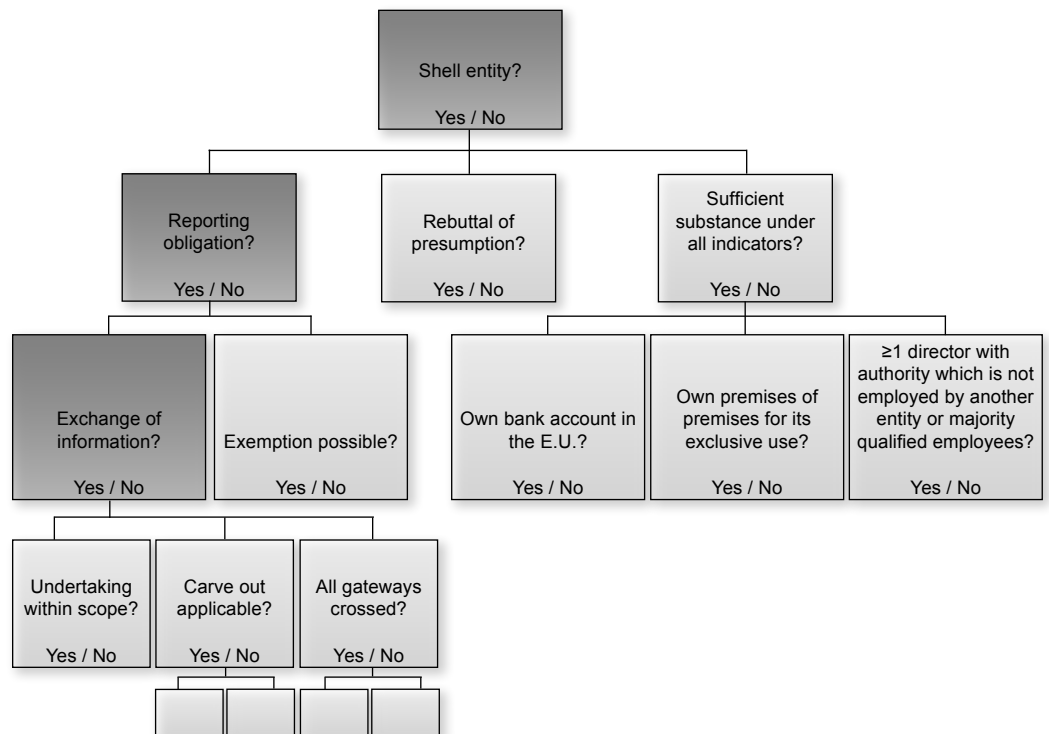 Shell entity?
Yes / No
Reporting
obligation?
Yes / No
Rebuttal of
presumption?
Yes / No
Sufficient
substance under
all indicators?
Yes / No
Exchange of
information?
Yes / No
Exemption possible?
Yes / No
Own bank account in
the E.U.?
Yes / No
Own premises of
premises for its
exclusive use?
Yes / No
≥1 director with
authority which is not
employed by another
entity or majority
qualified employees?
Yes / No
Undertaking
within scope?
Yes / No
Carve out
applicable?
Yes / No
All gateways
crossed?
Yes / No